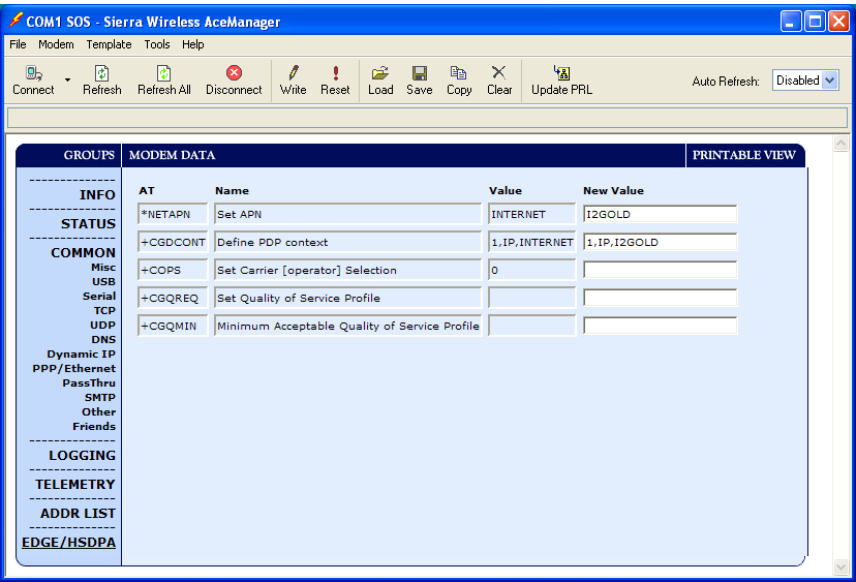 COM1 SOS - Sierra Wireless AceManager
File Modem Template Tools Help
Connect Refresh Refresh All Disconnect Write Reset Load Save Copy Clear Update PRL Auto Refresh: Disabled
GROUPS MODEM DATA PRINTABLE VIEW
INFO
STATUS
COMMON
Misc
USB
Serial
TCP
UDP
DNS
Dynamic IP
PPP/Ethernet
PassThru
SMTP
Other
Friends
LOGGING
TELEMETRY
ADDR LIST
EDGE/HSDPA
AT Name Value New Value
*NETAPN Set APN INTERNET I2GOLD
+CGDCONT Define PDP context 1,IP,INTERNET 1,IP,I2GOLD
+COPS Set Carrier [operator] Selection 0
+CGQREQ Set Quality of Service Profile
+CGQMIN Minimum Acceptable Quality of Service Profile